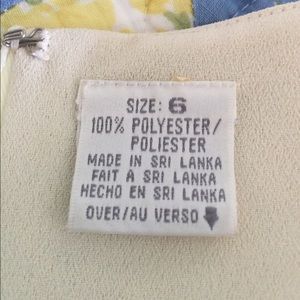 SIZE: 6
100% POLYESTER/
POLIESTER
MADE IN SRI LANKA
FAIT À SRI LANKA
HECHO EN SRI LANKA
OVER/AU VERSO